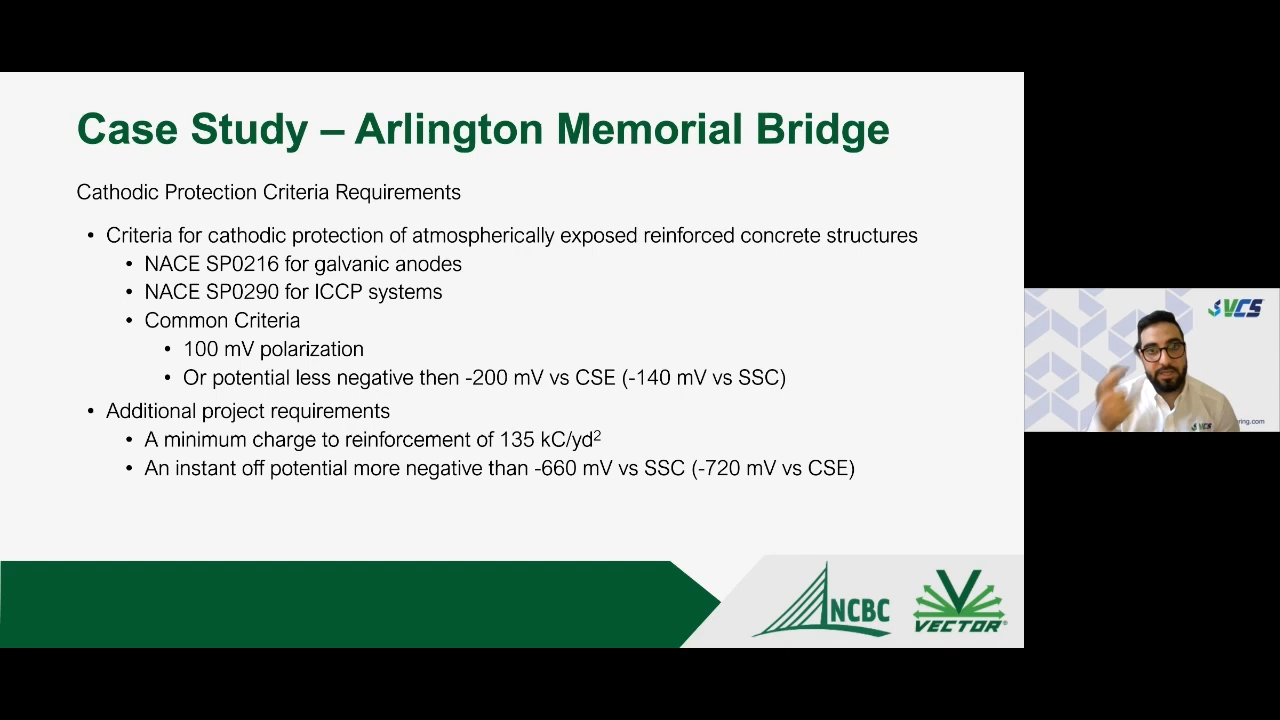 Case Study – Arlington Memorial Bridge
Cathodic Protection Criteria Requirements
• Criteria for cathodic protection of atmospherically exposed reinforced concrete structures
• NACE SP0216 for galvanic anodes
• NACE SP0290 for ICCP systems
• Common Criteria
• 100 mV polarization
• Or potential less negative then -200 mV vs CSE (-140 mV vs SSC)
• Additional project requirements
• A minimum charge to reinforcement of 135 kC/yd²
• An instant off potential more negative than -660 mV vs SSC (-720 mV vs CSE)
NCBC
VECTOR®
VCS
VCS
ring.com